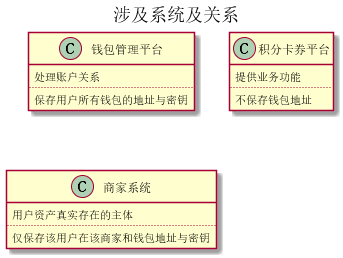 涉及系统及关系
C 钱包管理平台
处理账户关系
保存用户所有钱包的地址与密钥
C 积分卡券平台
提供业务功能
不保存钱包地址
C 商家系统
用户资产真实存在的主体
仅保存该用户在该商家和钱包地址与密钥